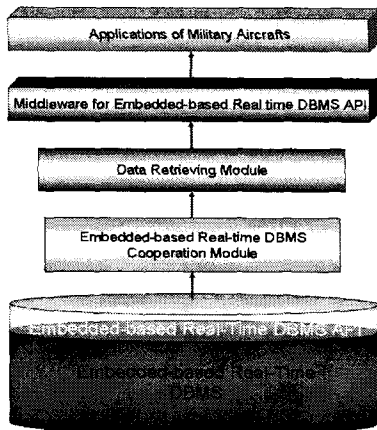 Applications of Military Aircrafts
Middleware for Embedded-based Real time DBMS API
Data Retrieving Module
Embedded-based Real-time DBMS
Cooperation Module
Embedded-based Real-Time DBMS API
Embedded-based Real-Time
DBMS